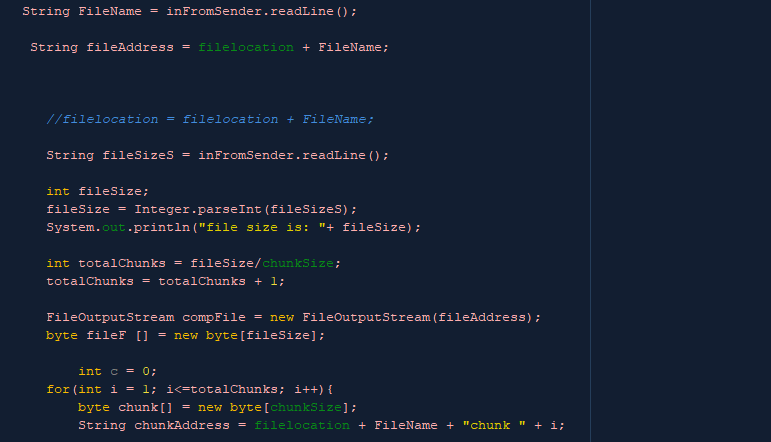 String FileName = inFromSender.readLine();
String fileAddress = filelocation + FileName;
//filelocation = filelocation + FileName;
String fileSizeS = inFromSender.readLine();
int fileSize;
fileSize = Integer.parseInt(fileSizeS);
System.out.println("file size is: "+ fileSize);
int totalChunks = fileSize/chunkSize;
totalChunks = totalChunks + 1;
FileOutputStream compFile = new FileOutputStream(fileAddress);
byte fileF [] = new byte[fileSize];
int c = 0;
for(int i = 1; i<=totalChunks; i++){
byte chunk[] = new byte[chunkSize];
String chunkAddress = filelocation + FileName + "chunk " + i;